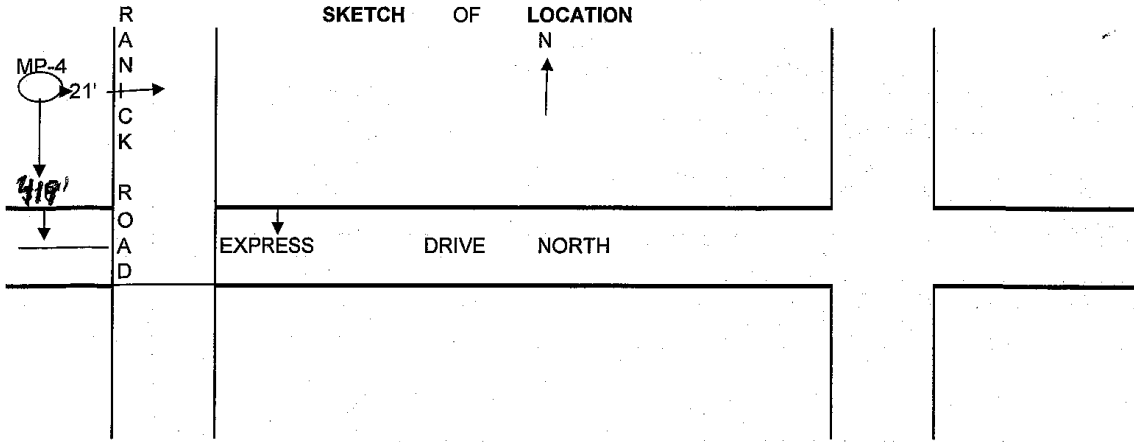 SKETCH OF LOCATION
N
RANICK ROAD
MP-4
21'
EXPRESS DRIVE NORTH